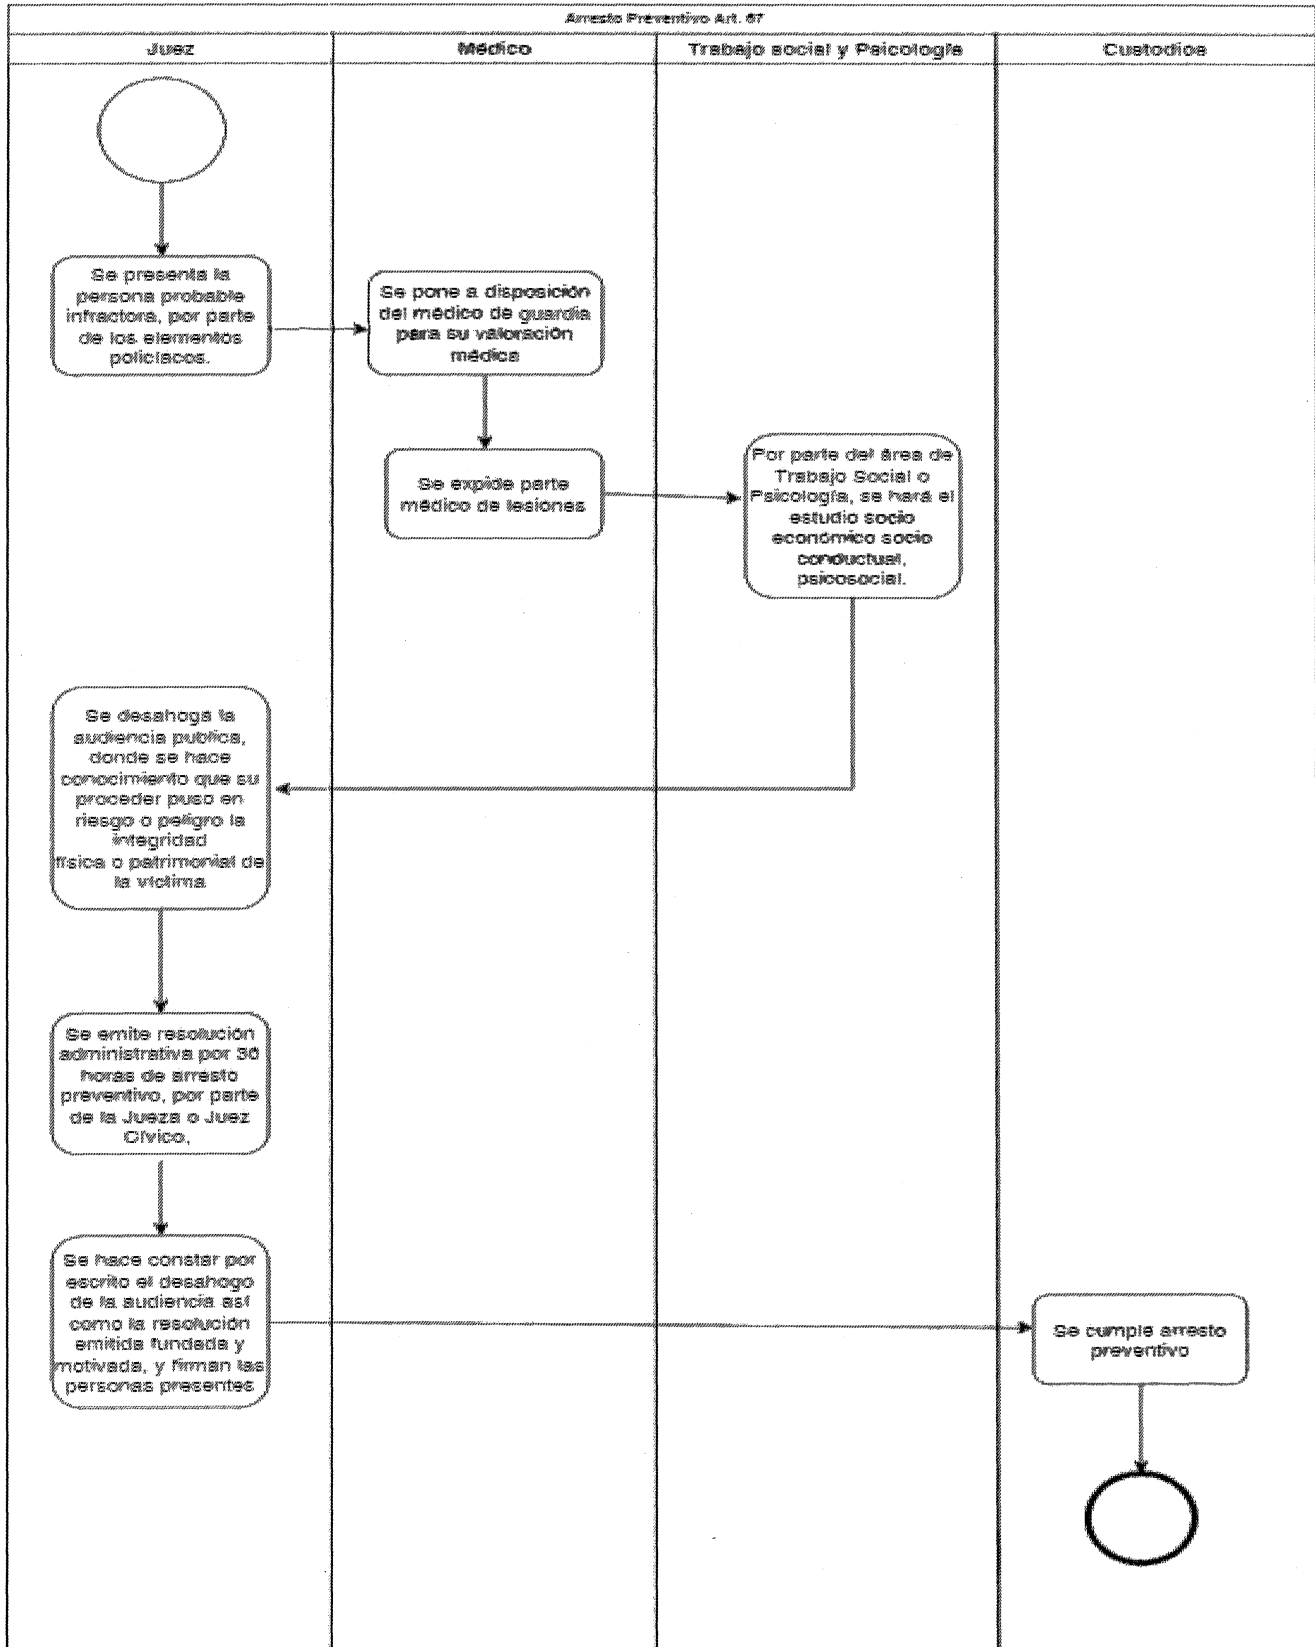 Arresto Preventivo Art. 67
Juez
Médico
Trabajo social y Psicología
Custodios
Se presenta la
persona probable
infractora, por parte
de los elementos
policíacos.
Se pone a disposición
del médico de guardia
para su valoración
médica
Se expide parte
médico de lesiones
Por parte del área de
Trabajo Social o
Psicología, se hará el
estudio socio
económico socio
conductual,
psicosocial.
Se desahoga la
audiencia publica,
donde se hace
conocimiento que su
proceder puso en
riesgo o peligro la
integridad
física o patrimonial de
la víctima
Se emite resolución
administrativa por 36
horas de arresto
preventivo, por parte
de la Jueza o Juez
Cívico,
Se hace constar por
escrito el desahogo
de la audiencia así
como la resolución
emitida fundada y
motivada, y firman las
personas presentes
Se cumple arresto
preventivo